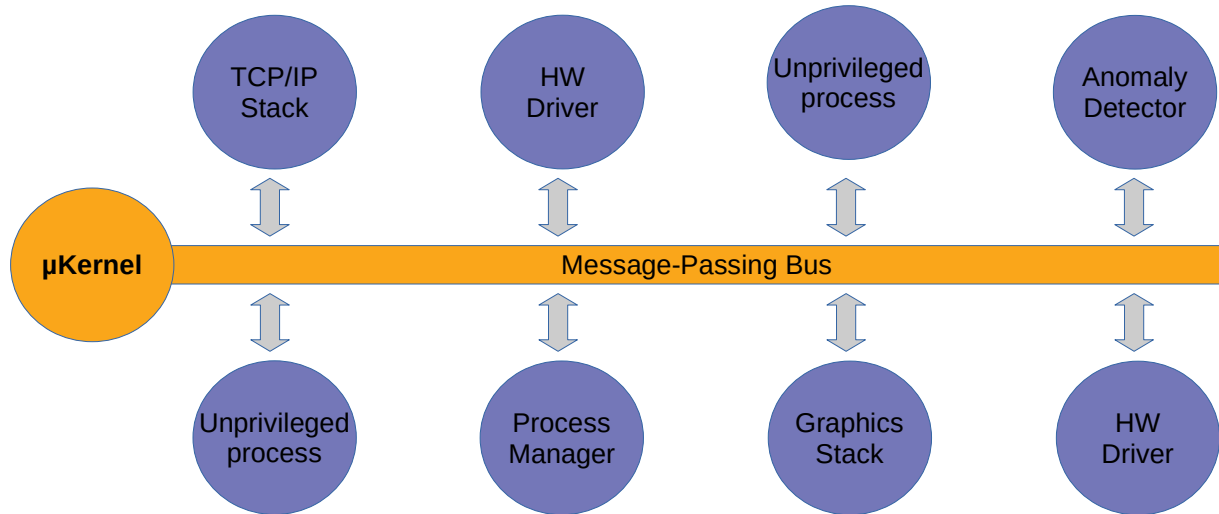 TCP/IP
Stack
HW
Driver
Unprivileged
process
Anomaly
Detector
µKernel
Message-Passing Bus
Unprivileged
process
Process
Manager
Graphics
Stack
HW
Driver